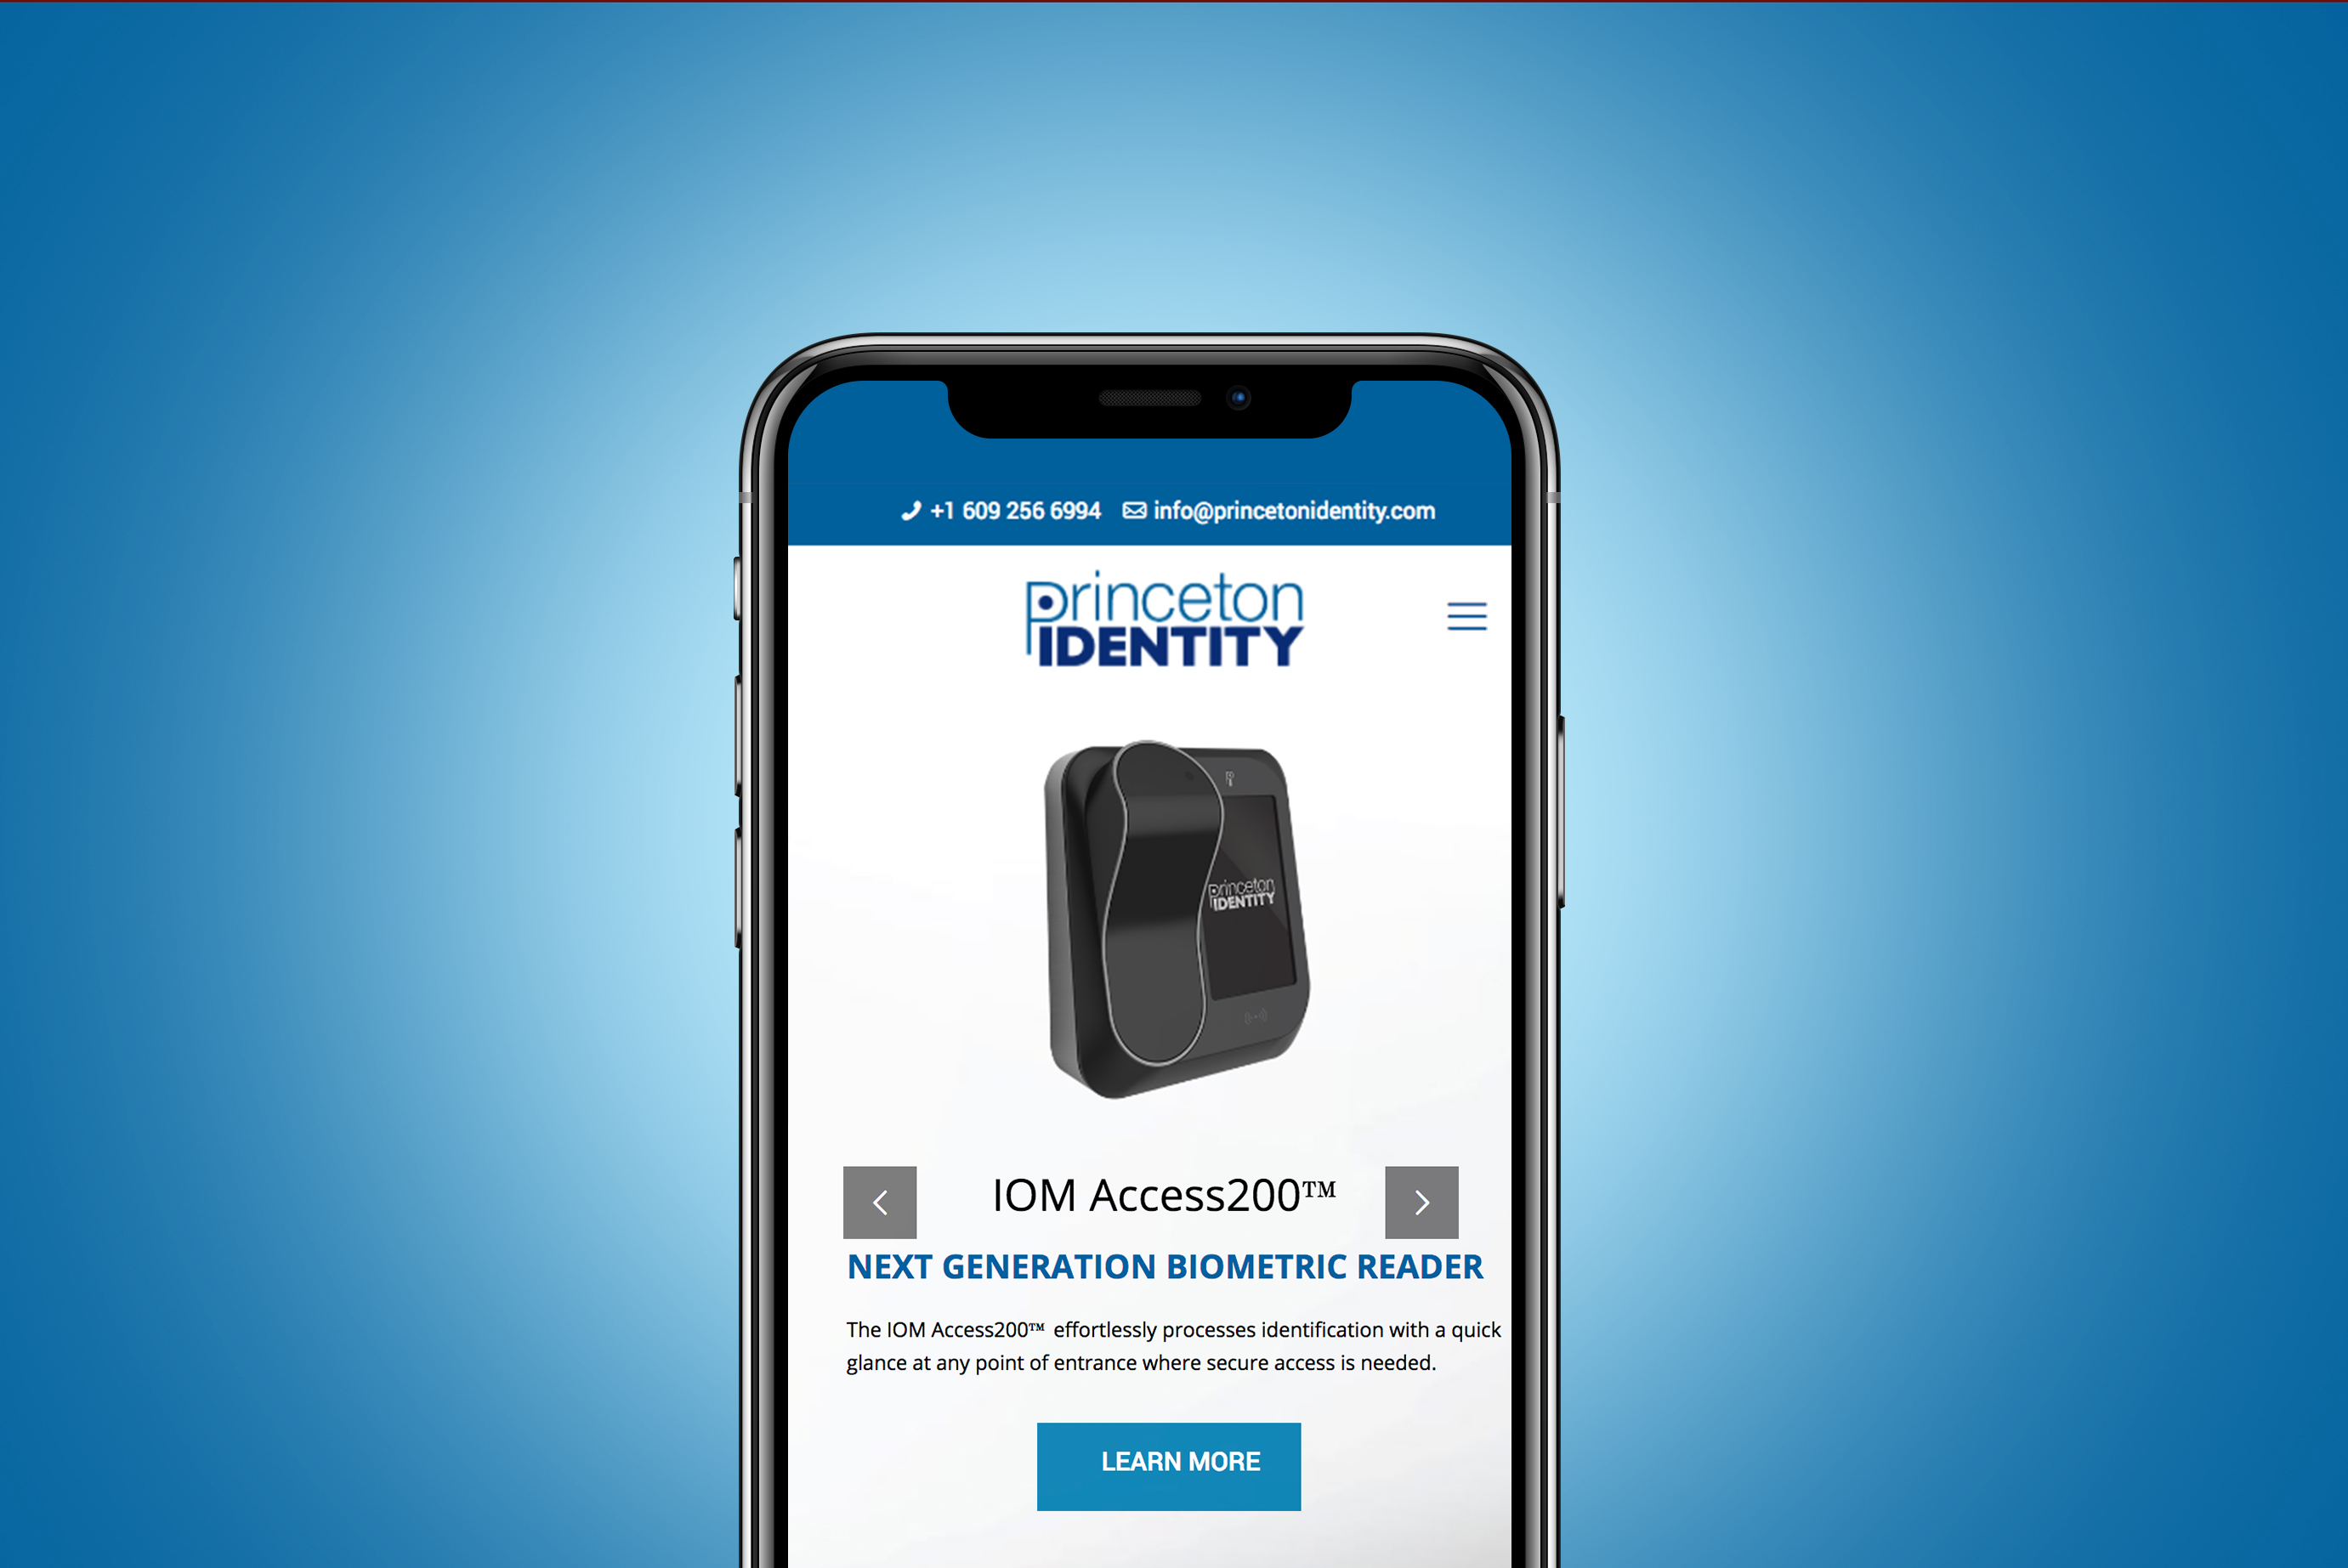 +1 609 256 6994 info@princetonidentity.com
princeton
IDENTITY
princeton
IDENTITY
IOM Access200™
NEXT GENERATION BIOMETRIC READER
The IOM Access200™ effortlessly processes identification with a quick
glance at any point of entrance where secure access is needed.
LEARN MORE